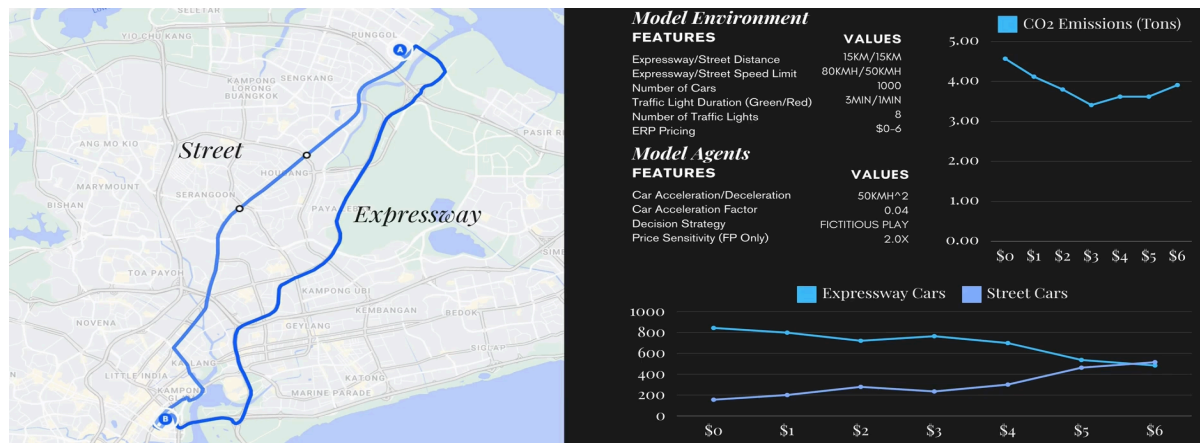 SELETAR
YIO CHU KANG
PUNGGOL
A
SENGKANG
KAMPONG
LORONG
BUANGKOK
PASIR
ANG MO KIO
Street
HOUGANG
MARYMOUNT
SERANGOON
BISHAN
PAYA
Expressway
SIME
TOA PAYOH
KAMPONG UBI
KEMBANGAN
NOVENA
BEDOK
GEYLANG
SIGLAP
KALLANG
LITTLE INDIA
KATONG
KAMPONG
MARINE PARADE
B
Model Environment
FEATURES VALUES
Expressway/Street Distance 15KM/15KM
Expressway/Street Speed Limit 80KMH/50KMH
Number of Cars 1000
Traffic Light Duration (Green/Red) 3MIN/1MIN
Number of Traffic Lights 8
ERP Pricing $0-6
Model Agents
FEATURES VALUES
Car Acceleration/Deceleration 50KMH^2
Car Acceleration Factor 0.04
Decision Strategy FICTITIOUS PLAY
Price Sensitivity (FP Only) 2.0X
CO2 Emissions (Tons)
5.00
4.00
3.00
2.00
1.00
0.00
$0 $1 $2 $3 $4 $5 $6
Expressway Cars Street Cars
1000
800
600
400
200
0
$0 $1 $2 $3 $4 $5 $6